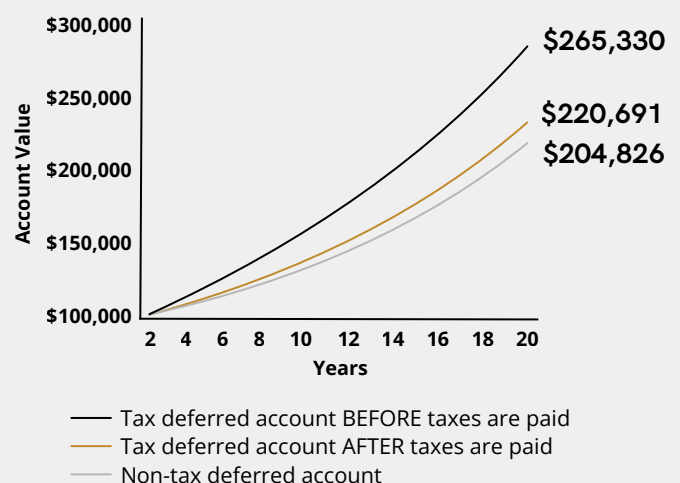 $300,000
$265,330
$250,000
$220,691
$204,826
$200,000
$150,000
$100,000
Account Value
2 4 6 8 10 12 14 16 18 20
Years
Tax deferred account BEFORE taxes are paid
Tax deferred account AFTER taxes are paid
Non-tax deferred account